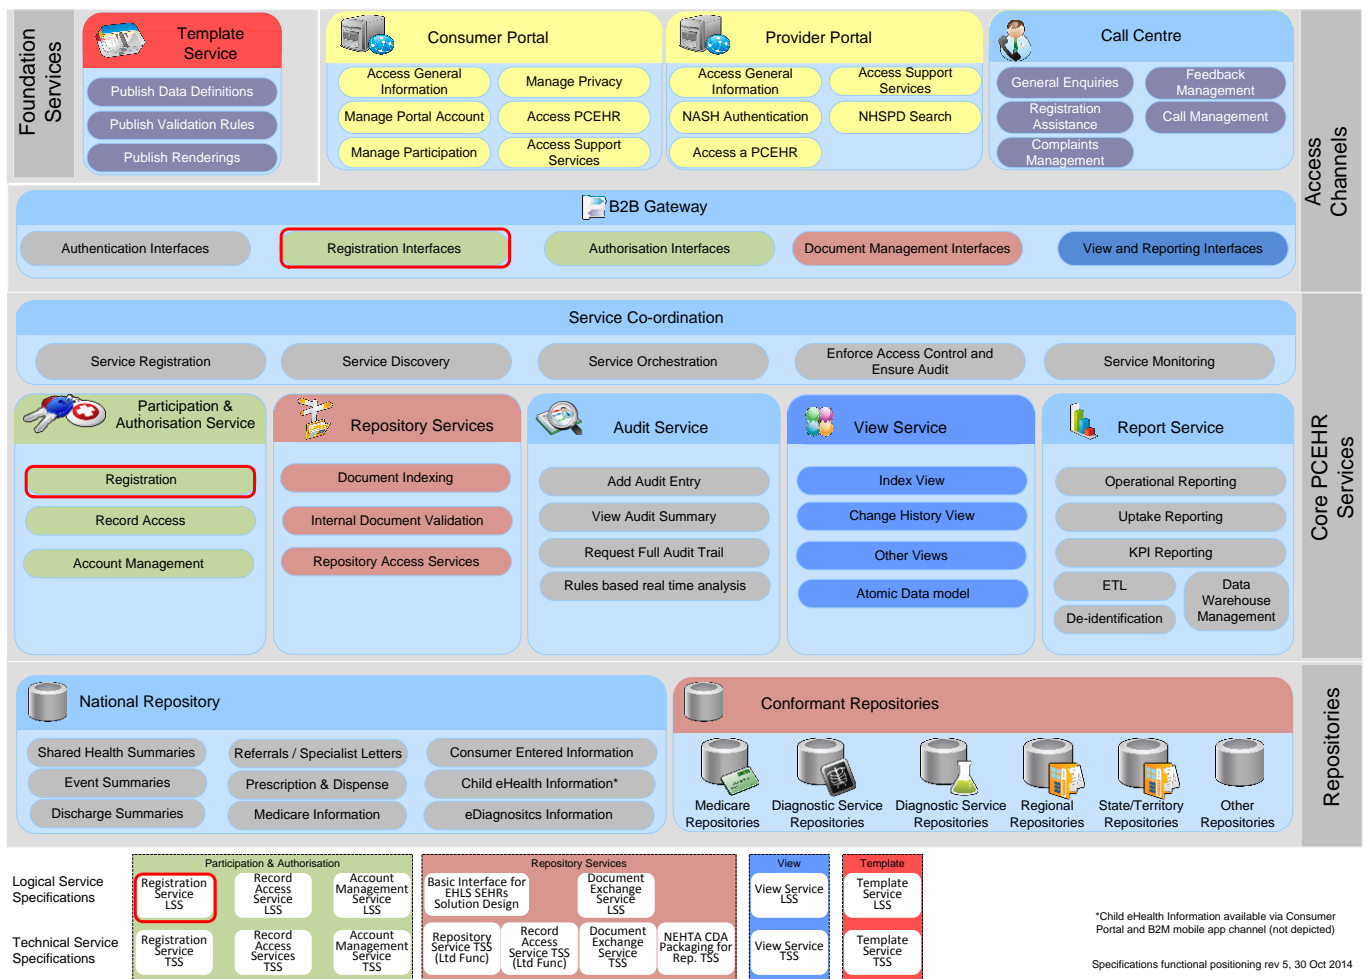 Foundation
Services
Template
Service
Publish Data Definitions
Publish Validation Rules
Publish Renderings
Consumer Portal
Access General
Information
Manage Privacy
Manage Portal Account
Access PCEHR
Manage Participation
Access Support
Services
Provider Portal
Access General
Information
Access Support
Services
NASH Authentication
NHSPD Search
Access a PCEHR
Call Centre
General Enquiries
Feedback
Management
Registration
Assistance
Call Management
Complaints
Management
Access
Channels
B2B Gateway
Authentication Interfaces
Registration Interfaces
Authorisation Interfaces
Document Management Interfaces
View and Reporting Interfaces
Service Co-ordination
Service Registration
Service Discovery
Service Orchestration
Enforce Access Control and
Ensure Audit
Service Monitoring
Core PCEHR
Services
Participation &
Authorisation Service
Registration
Record Access
Account Management
Repository Services
Document Indexing
Internal Document Validation
Repository Access Services
Audit Service
Add Audit Entry
View Audit Summary
Request Full Audit Trail
Rules based real time analysis
View Service
Index View
Change History View
Other Views
Atomic Data model
Report Service
Operational Reporting
Uptake Reporting
KPI Reporting
ETL
De-identification
Data
Warehouse
Management
Repositories
National Repository
Shared Health Summaries
Referrals / Specialist Letters
Consumer Entered Information
Event Summaries
Prescription & Dispense
Child eHealth Information*
Discharge Summaries
Medicare Information
eDiagnositcs Information
Conformant Repositories
Medicare
Repositories
Diagnostic Service
Repositories
Diagnostic Service
Repositories
Regional
Repositories
State/Territory
Repositories
Other
Repositories
Logical Service
Specifications
Technical Service
Specifications
Participation & Authorisation
Registration
Service
LSS
Record
Access
Service
LSS
Account
Management
Service
LSS
Registration
Service
TSS
Record
Access
Services
TSS
Account
Management
Service
TSS
Repository Services
Basic Interface for
EHLS SEHRs
Solution Design
Document
Exchange
Service
LSS
Repository
Service TSS
(Ltd Func)
Record
Access
Service TSS
(Ltd Func)
Document
Exchange
Service
TSS
NEHTA CDA
Packaging for
Rep. TSS
View
View Service
LSS
View Service
TSS
Template
Template
Service
LSS
Template
Service
TSS
*Child eHealth Information available via Consumer
Portal and B2M mobile app channel (not depicted)
Specifications functional positioning rev 5, 30 Oct 2014